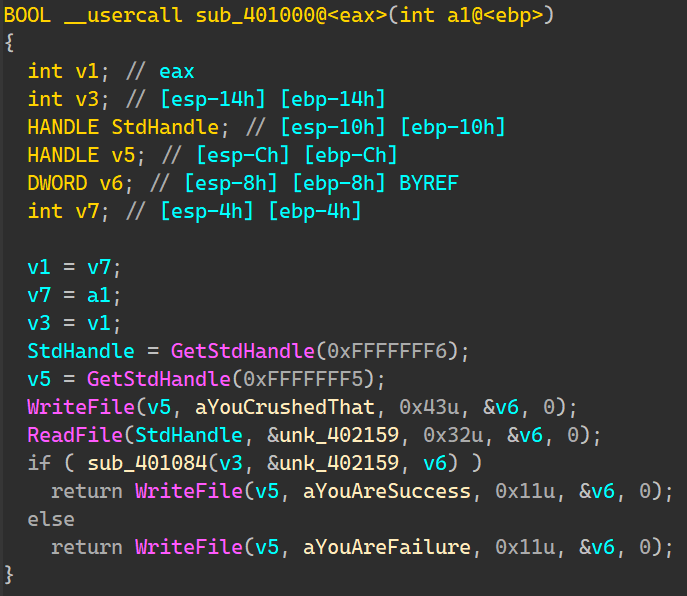 BOOL __usercall sub_401000@<eax>(int a1@<ebp>)
{
  int v1; // eax
  int v3; // [esp-14h] [ebp-14h]
  HANDLE StdHandle; // [esp-10h] [ebp-10h]
  HANDLE v5; // [esp-Ch] [ebp-Ch]
  DWORD v6; // [esp-8h] [ebp-8h] BYREF
  int v7; // [esp-4h] [ebp-4h]

  v1 = v7;
  v7 = a1;
  v3 = v1;
  StdHandle = GetStdHandle(0xFFFFFFF6);
  v5 = GetStdHandle(0xFFFFFFF5);
  WriteFile(v5, aYouCrushedThat, 0x43u, &v6, 0);
  ReadFile(StdHandle, &unk_402159, 0x32u, &v6, 0);
  if ( sub_401084(v3, &unk_402159, v6) )
    return WriteFile(v5, aYouAreSuccess, 0x11u, &v6, 0);
  else
    return WriteFile(v5, aYouAreFailure, 0x11u, &v6, 0);
}